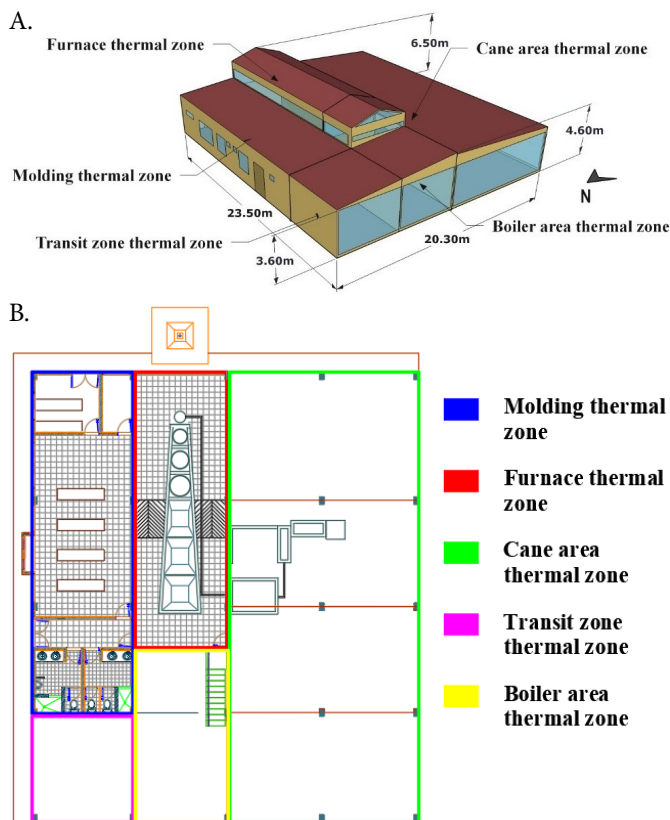 A.
Furnace thermal zone
6.50m
Cane area thermal zone
4.60m
Molding thermal zone
N
23.50m
Transit zone thermal zone
3.60m
20.30m
Boiler area thermal zone
B.
Molding thermal
zone
Furnace thermal
zone
Cane area
thermal zone
Transit zone
thermal zone
Boiler area
thermal zone